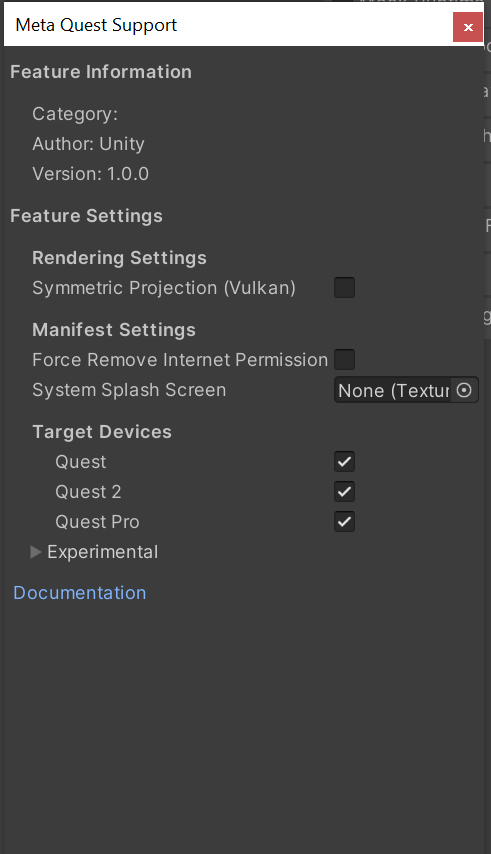 Meta Quest Support
Feature Information
Category:
Author: Unity
Version: 1.0.0
Feature Settings
Rendering Settings
Symmetric Projection (Vulkan)
Manifest Settings
Force Remove Internet Permission
System Splash Screen None (Textur
Target Devices
Quest
Quest 2
Quest Pro
Experimental
Documentation